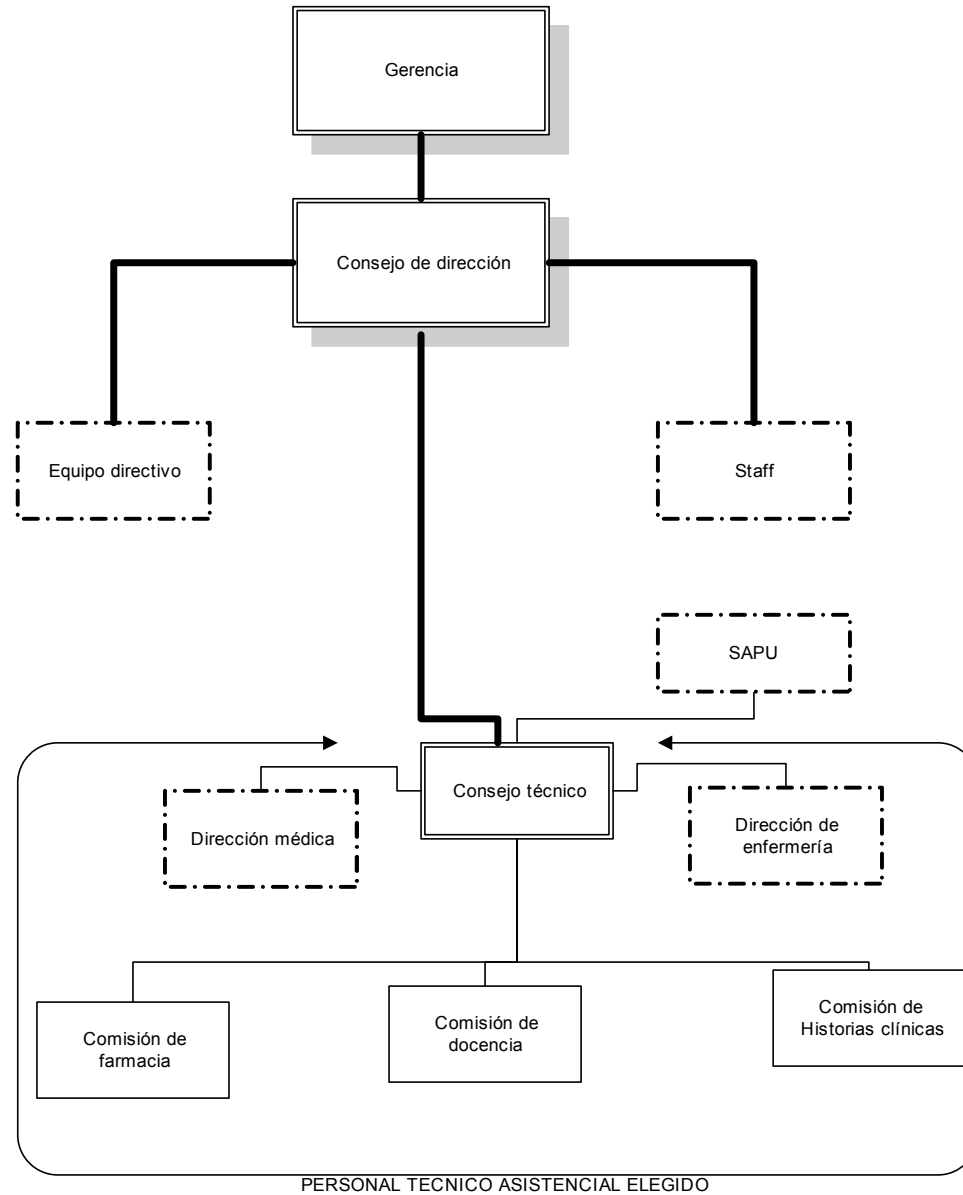 Gerencia
Consejo de dirección
Equipo directivo
Staff
SAPU
Consejo técnico
Dirección médica
Dirección de
enfermería
Comisión de
farmacia
Comisión de
docencia
Comisión de
Historias clínicas
PERSONAL TECNICO ASISTENCIAL ELEGIDO